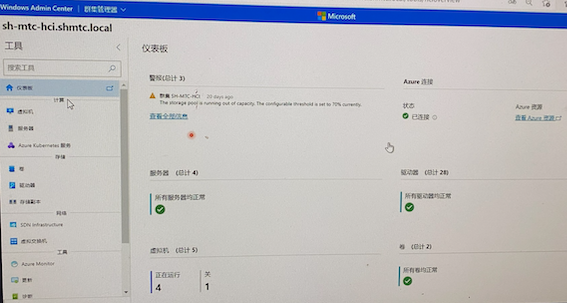 Windows Admin Center 群集管理器
Microsoft
sh-mtc-hci.shmtc.local
工具
搜索工具
仪表板
计算
虚拟机
服务器
Azure Kubernetes 服务
存储
卷
驱动器
存储副本
网络
SDN Infrastructure
虚拟交换机
工具
Azure Monitor
更新
诊断
仪表板
警报(总计 3)
群集 SH-MTC-HCI 20 days ago
The storage pool is running out of capacity. The configurable threshold is set to 70% currently.
查看全部信息
Azure 连接
状态
已连接
Azure 资源
查看 Azure 资源
服务器 (总计 4)
所有服务器均正常
驱动器 (总计 28)
所有驱动器均正常
虚拟机 (总计 5)
正在运行
4
关
1
卷 (总计 2)
所有卷均正常